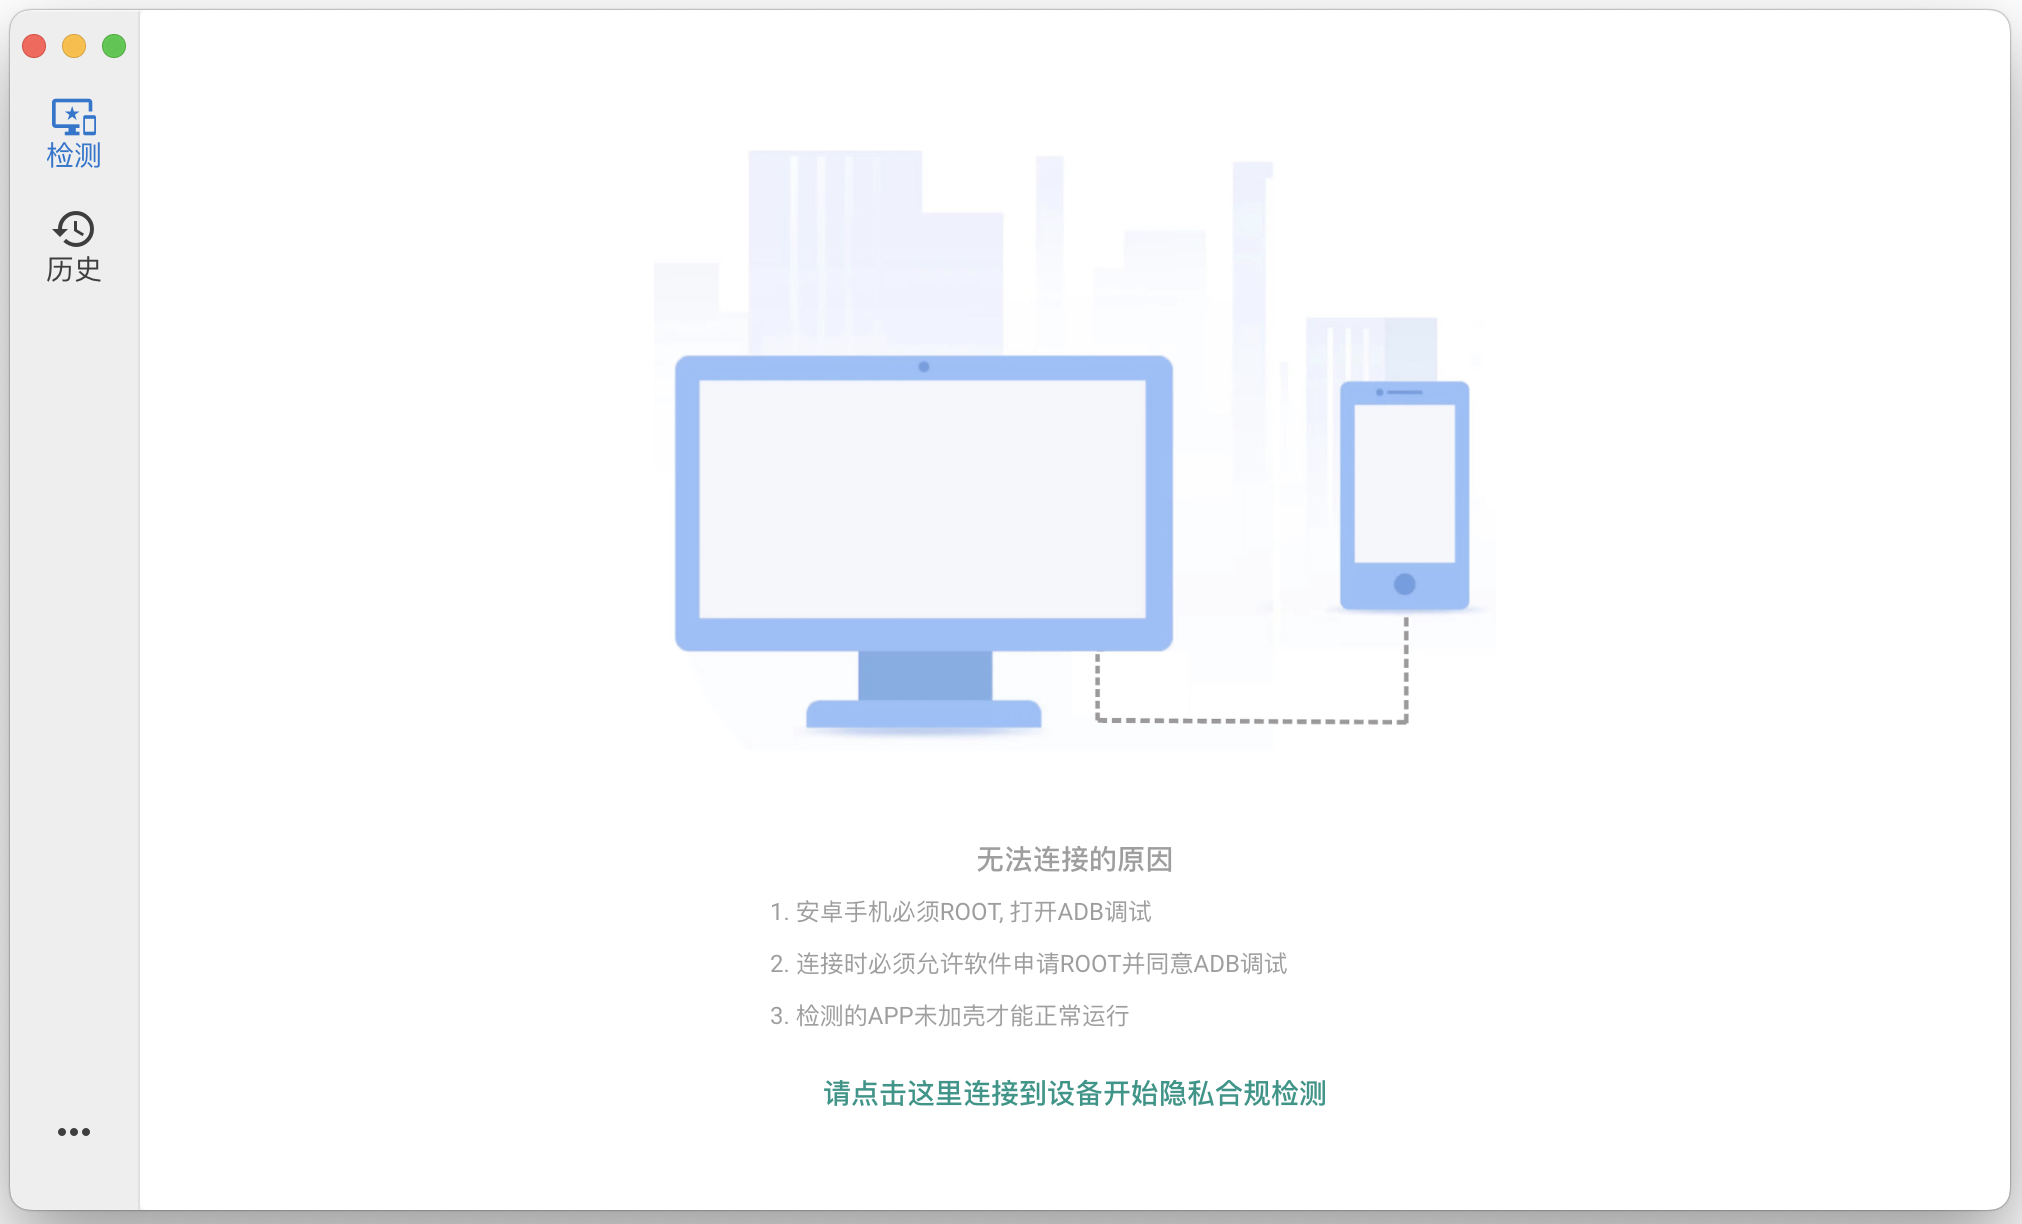 检测
历史
无法连接的原因
1. 安卓手机必须ROOT, 打开ADB调试
2. 连接时必须允许软件申请ROOT并同意ADB调试
3. 检测的APP未加壳才能正常运行
请点击这里连接到设备开始隐私合规检测